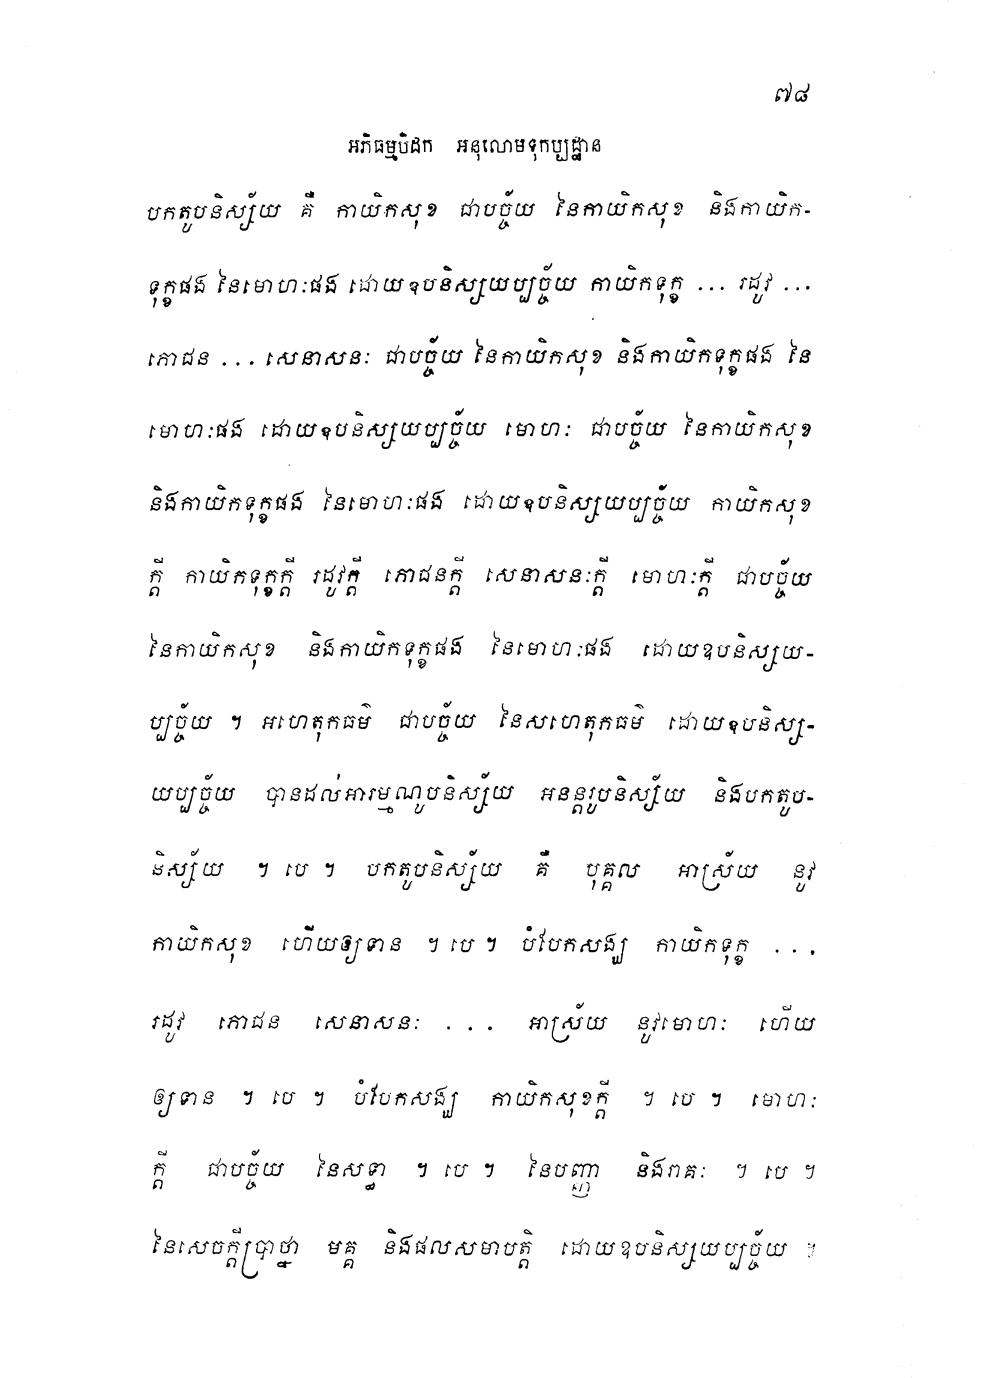 ៧៨
អភិធម្មបិដក អនុលោមទុកប្បដ្ឋាន
បកតូបនិស្ស័យ គឺ កាយិកសុខ ជាបច្ច័យ នៃកាយិកសុខ និងកាយិក-
ទុក្ខផង នៃមោហៈផង ដោយឧបនិស្សយប្បច្ច័យ កាយិកទុក្ខ ... រដូវ ...
ភោជន ... សេនាសនៈ ជាបច្ច័យ នៃកាយិកសុខ និងកាយិកទុក្ខផង នៃ
មោហៈផង ដោយឧបនិស្សយប្បច្ច័យ មោហៈ ជាបច្ច័យ នៃកាយិកសុខ
និងកាយិកទុក្ខផង នៃមោហៈផង ដោយឧបនិស្សយប្បច្ច័យ កាយិកសុខ
ក្តី កាយិកទុក្ខក្តី រដូវក្តី ភោជនក្តី សេនាសនៈក្តី មោហៈក្តី ជាបច្ច័យ
នៃកាយិកសុខ និងកាយិកទុក្ខផង នៃមោហៈផង ដោយឧបនិស្សយ-
ប្បច្ច័យ ។ អហេតុកធម៌ ជាបច្ច័យ នៃសហេតុកធម៌ ដោយឧបនិស្ស-
យប្បច្ច័យ បានដល់អារម្មណូបនិស្ស័យ អនន្តរូបនិស្ស័យ និងបកតូប-
និស្ស័យ ។ បេ ។ បកតូបនិស្ស័យ គឺ បុគ្គល អាស្រ័យ នូវ
កាយិកសុខ ហើយឲ្យទាន ។ បេ ។ បំបែកសង្ឃ កាយិកទុក្ខ ...
រដូវ ភោជន សេនាសនៈ ... អាស្រ័យ នូវមោហៈ ហើយ
ឲ្យទាន ។ បេ ។ បំបែកសង្ឃ កាយិកសុខក្តី ។ បេ ។ មោហៈ
ក្តី ជាបច្ច័យ នៃសទ្ធា ។ បេ ។ នៃបញ្ញា និងរាគៈ ។ បេ ។
នៃសេចក្តីប្រាថ្នា មគ្គ និងផលសមាបត្តិ ដោយឧបនិស្សយប្បច្ច័យ ។